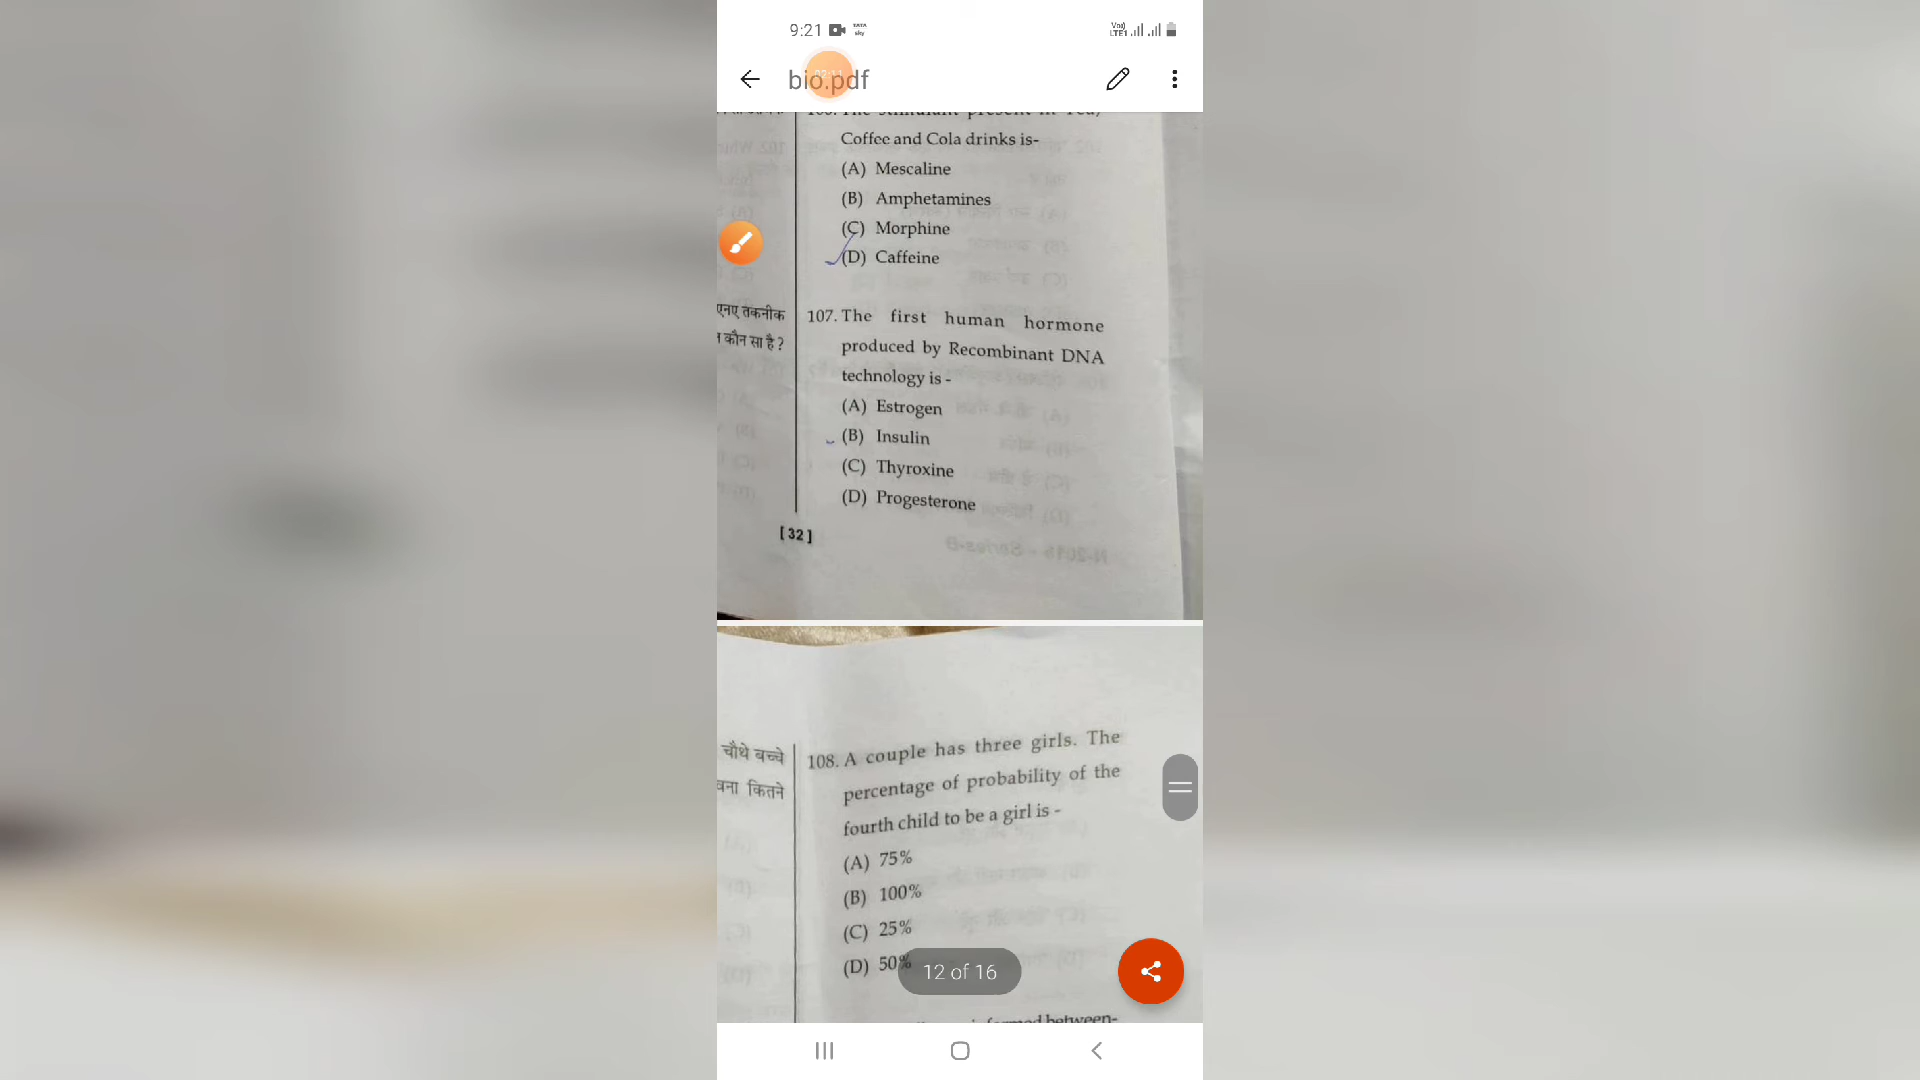 9:21
bio.pdf
Coffee and Cola drinks is-
(A) Mescaline
(B) Amphetamines
(C) Morphine
(D) Caffeine
एनए तकनीक
कौन सा है ?
107. The first human hormone
produced by Recombinant DNA
technology is -
(A) Estrogen
(B) Insulin
(C) Thyroxine
(D) Progesterone
[ 32 ]
चौथे बच्चे
कितने
108. A couple has three girls. The
percentage of probability of the
fourth child to be a girl is -
(A) 75%
(B) 100%
(C) 25%
(D) 50%
12 of 16